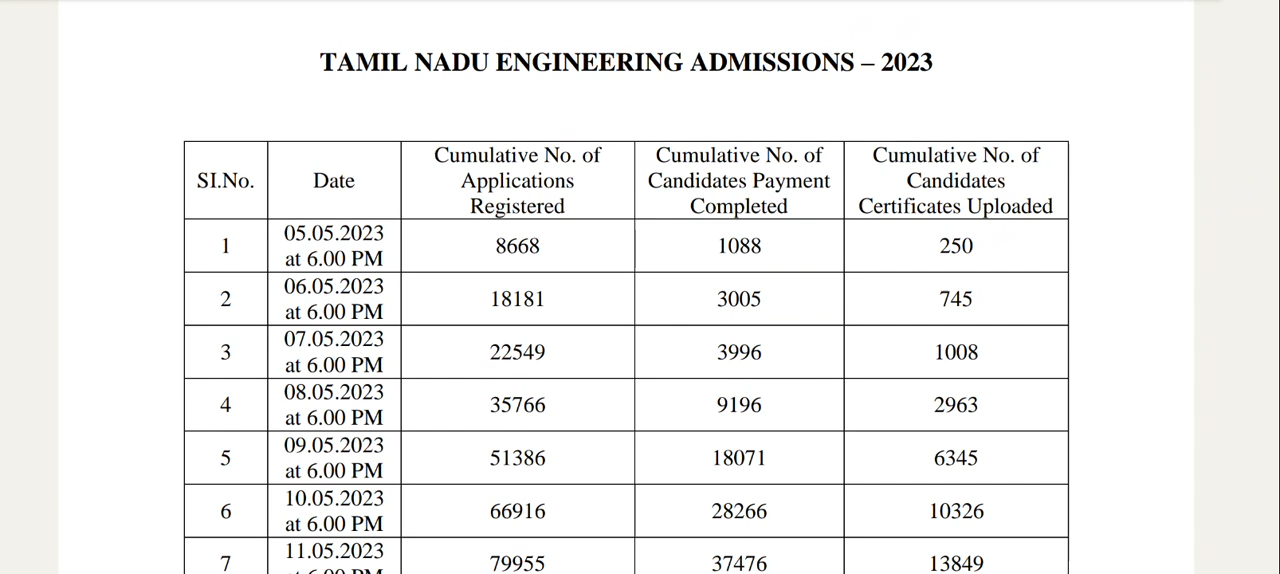 TAMIL NADU ENGINEERING ADMISSIONS – 2023
SI.No. Date Cumulative No. of Applications Registered Cumulative No. of Candidates Payment Completed Cumulative No. of Candidates Certificates Uploaded
1 05.05.2023 at 6.00 PM 8668 1088 250
2 06.05.2023 at 6.00 PM 18181 3005 745
3 07.05.2023 at 6.00 PM 22549 3996 1008
4 08.05.2023 at 6.00 PM 35766 9196 2963
5 09.05.2023 at 6.00 PM 51386 18071 6345
6 10.05.2023 at 6.00 PM 66916 28266 10326
7 11.05.2023 at 6.00 PM 79955 37476 13849